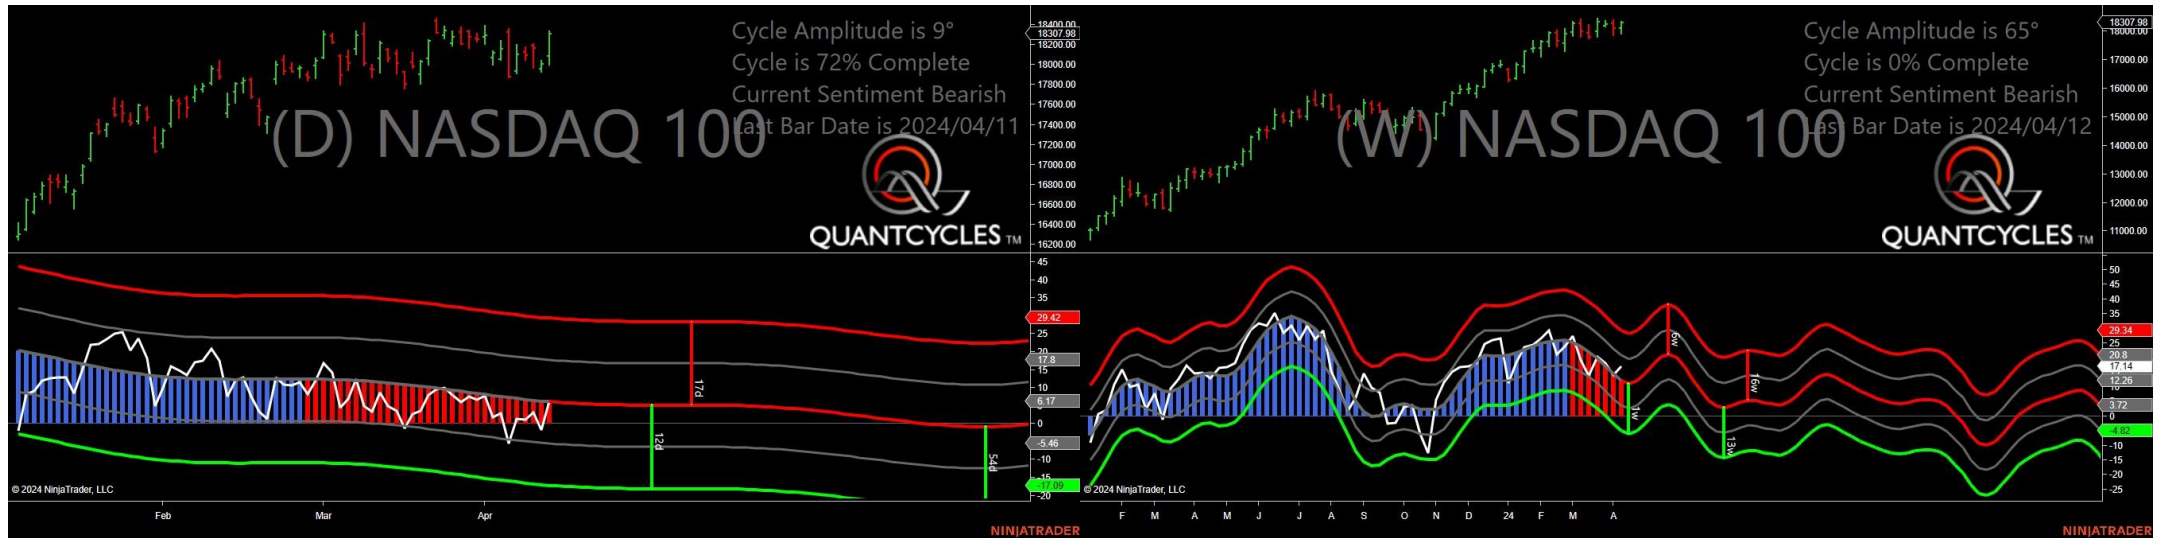 Cycle Amplitude is 9°
Cycle is 72% Complete
Current Sentiment Bearish
Last Bar Date is 2024/04/11
(D) NASDAQ 100
QUANTCYCLES TM
18400.00
18307.98
18200.00
18000.00
17800.00
17600.00
17400.00
17200.00
17000.00
16800.00
16600.00
16400.00
16200.00
45
40
35
29.42
25
20
17.8
15
10
6.17
0
-5.46
-10
-15
-17.09
-20
17d
12d
54d
© 2024 NinjaTrader, LLC
Feb Mar Apr
NINJATRADER
Cycle Amplitude is 65°
Cycle is 0% Complete
Current Sentiment Bearish
Last Bar Date is 2024/04/12
(W) NASDAQ 100
QUANTCYCLES TM
18307.98
18000.00
17000.00
16000.00
15000.00
14000.00
13000.00
12000.00
11000.00
50
45
40
35
29.34
25
20.8
17.14
12.26
3.72
0
-4.82
-10
-15
-20
-25
6w
16w
1w
13w
© 2024 NinjaTrader, LLC
F M A M J J A S O N D 24 F M A
NINJATRADER